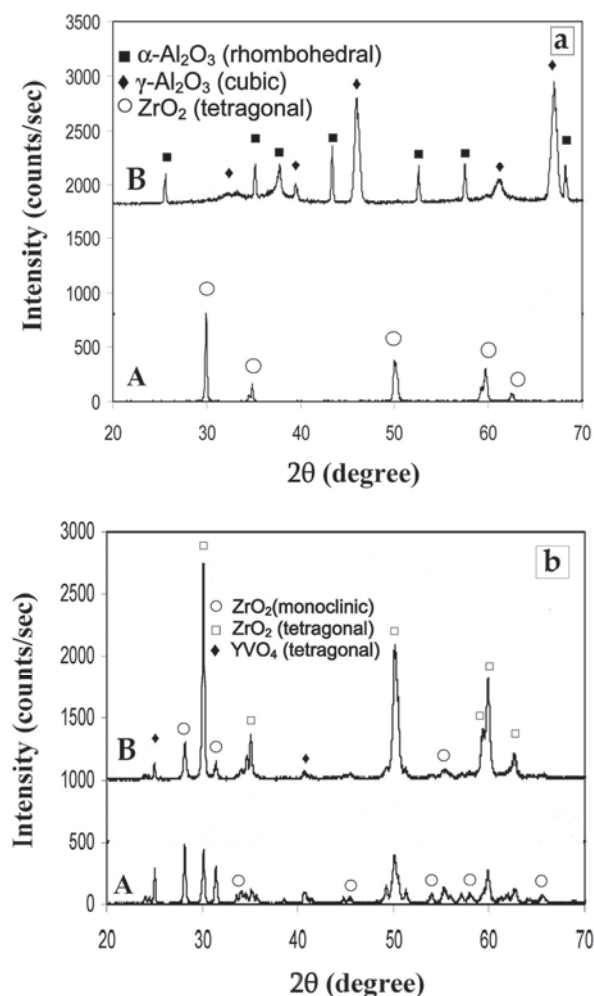 a
■ α-Al₂O₃ (rhombohedral)
♦ γ-Al₂O₃ (cubic)
○ ZrO₂ (tetragonal)
Intensity (counts/sec)
3500
3000
2500
2000
1500
1000
500
0
B
A
20 30 40 50 60 70
2θ (degree)
b
○ ZrO₂(monoclinic)
□ ZrO₂ (tetragonal)
♦ YVO₄ (tetragonal)
Intensity (counts/sec)
3000
2500
2000
1500
1000
500
0
B
A
20 30 40 50 60 70
2θ (degree)